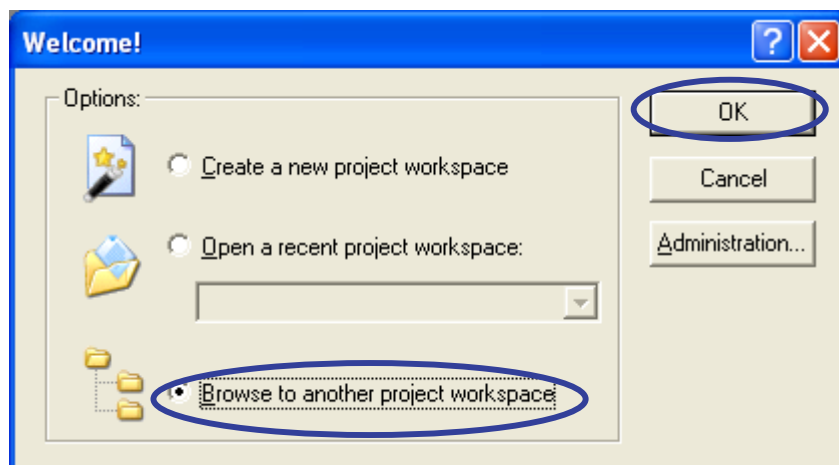 Welcome!
Options:
Create a new project workspace
Open a recent project workspace:
Browse to another project workspace
OK
Cancel
Administration...